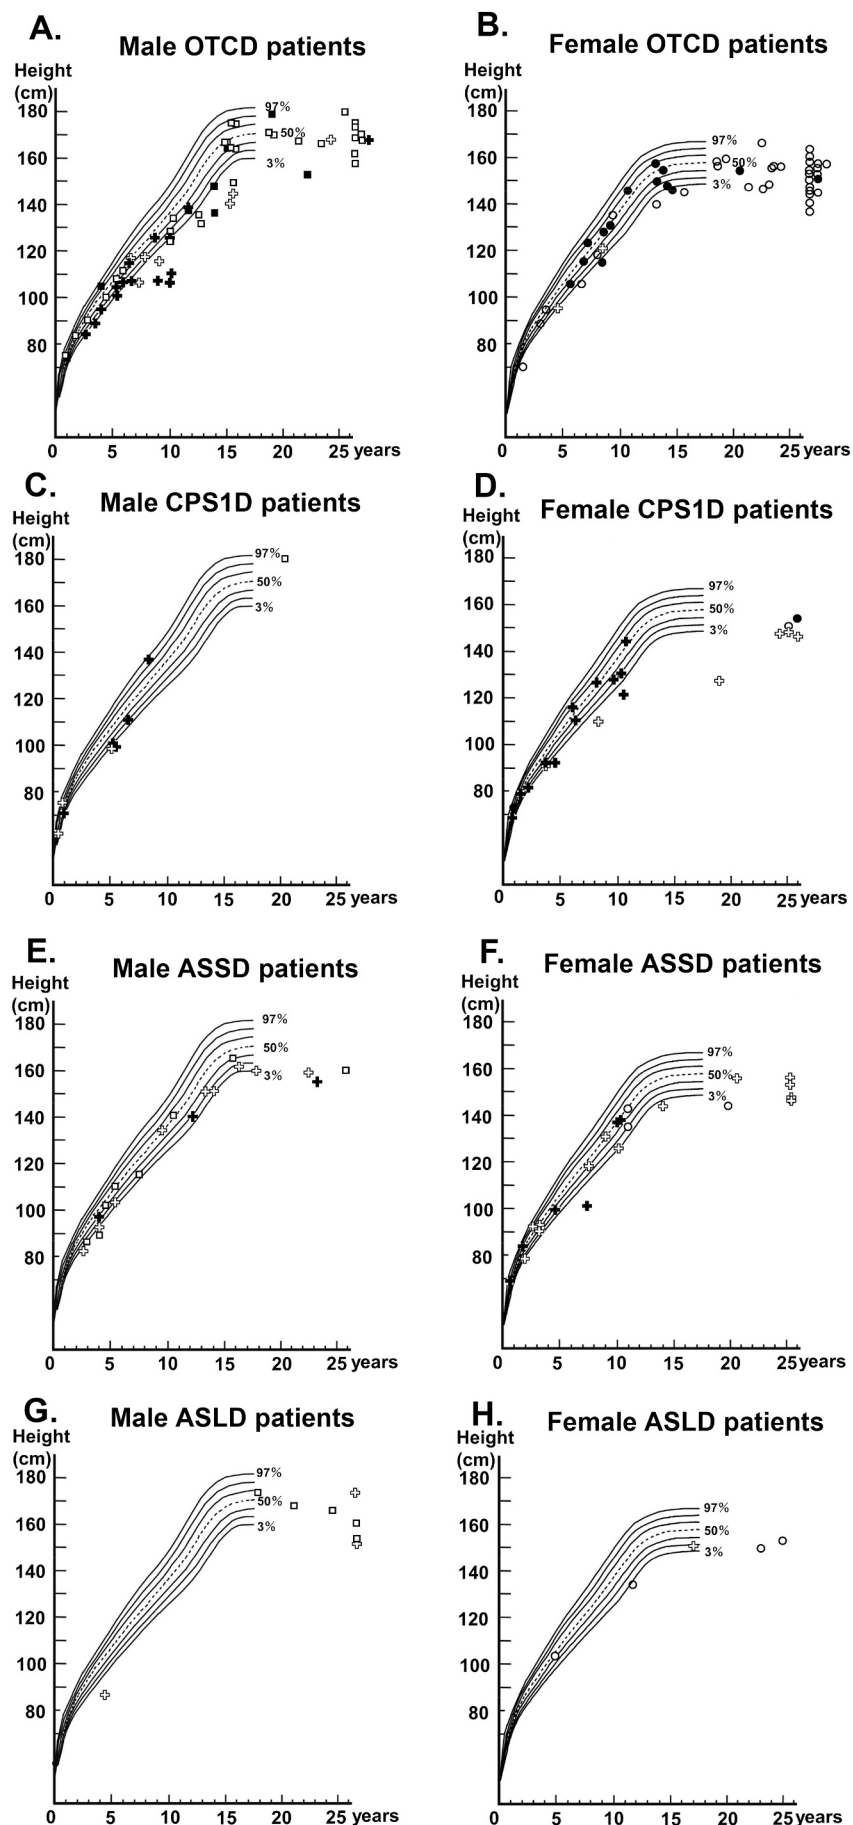 A.
Male OTCD patients
Height
(cm)
180
160
140
120
100
80
97%
50%
3%
0 5 10 15 20 25 years
B.
Female OTCD patients
Height
(cm)
180
160
140
120
100
80
97%
50%
3%
0 5 10 15 20 25 years
C.
Male CPS1D patients
Height
(cm)
180
160
140
120
100
80
97%
50%
3%
0 5 10 15 20 25 years
D.
Female CPS1D patients
Height
(cm)
180
160
140
120
100
80
97%
50%
3%
0 5 10 15 20 25 years
E.
Male ASSD patients
Height
(cm)
180
160
140
120
100
80
97%
50%
3%
0 5 10 15 20 25 years
F.
Female ASSD patients
Height
(cm)
180
160
140
120
100
80
97%
50%
3%
0 5 10 15 20 25 years
G.
Male ASLD patients
Height
(cm)
180
160
140
120
100
80
97%
50%
3%
0 5 10 15 20 25 years
H.
Female ASLD patients
Height
(cm)
180
160
140
120
100
80
97%
50%
3%
0 5 10 15 20 25 years